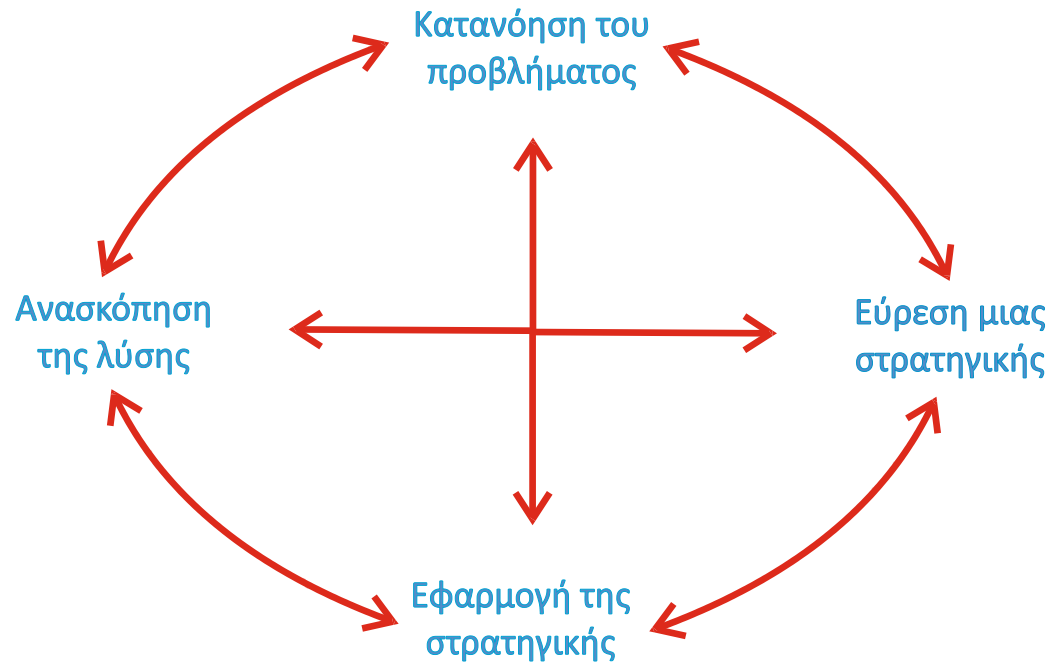 Κατανόηση του
προβλήματος
Ανασκόπηση
της λύσης
Εύρεση μιας
στρατηγικής
Εφαρμογή της
στρατηγικής